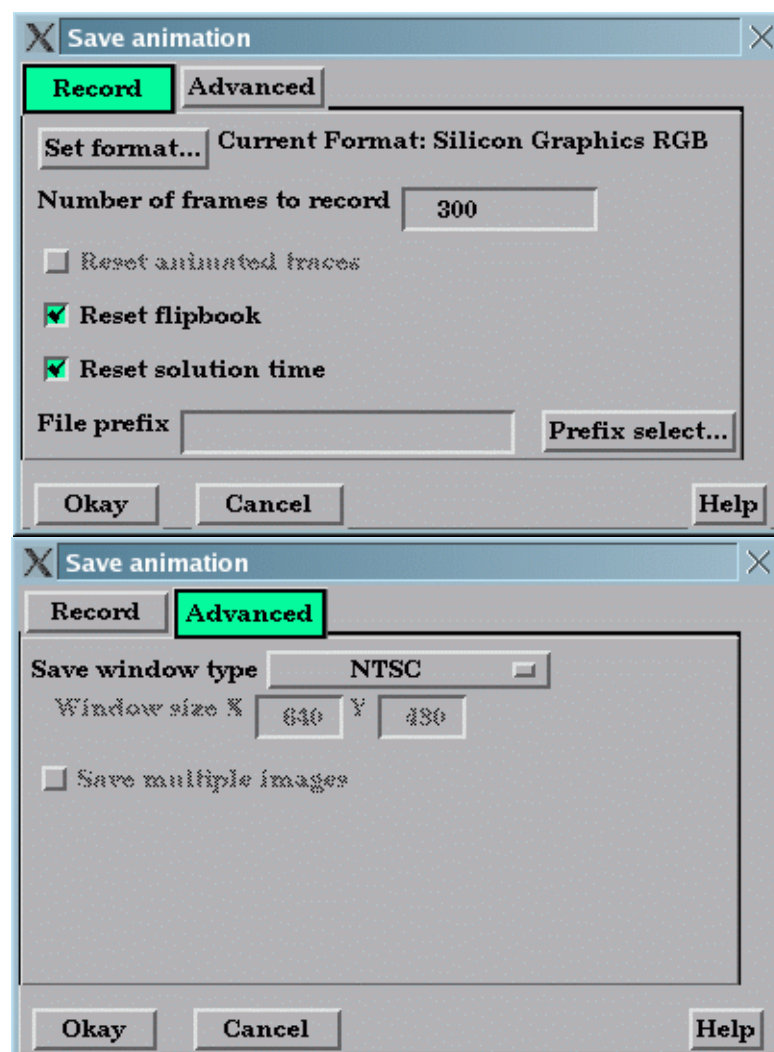 Save animation
Record Advanced
Set format... Current Format: Silicon Graphics RGB
Number of frames to record 300
Reset animated traces
Reset flipbook
Reset solution time
File prefix Prefix select...
Okay Cancel Help
Save animation
Record Advanced
Save window type NTSC
Window size X 640 Y 480
Save multiple images
Okay Cancel Help